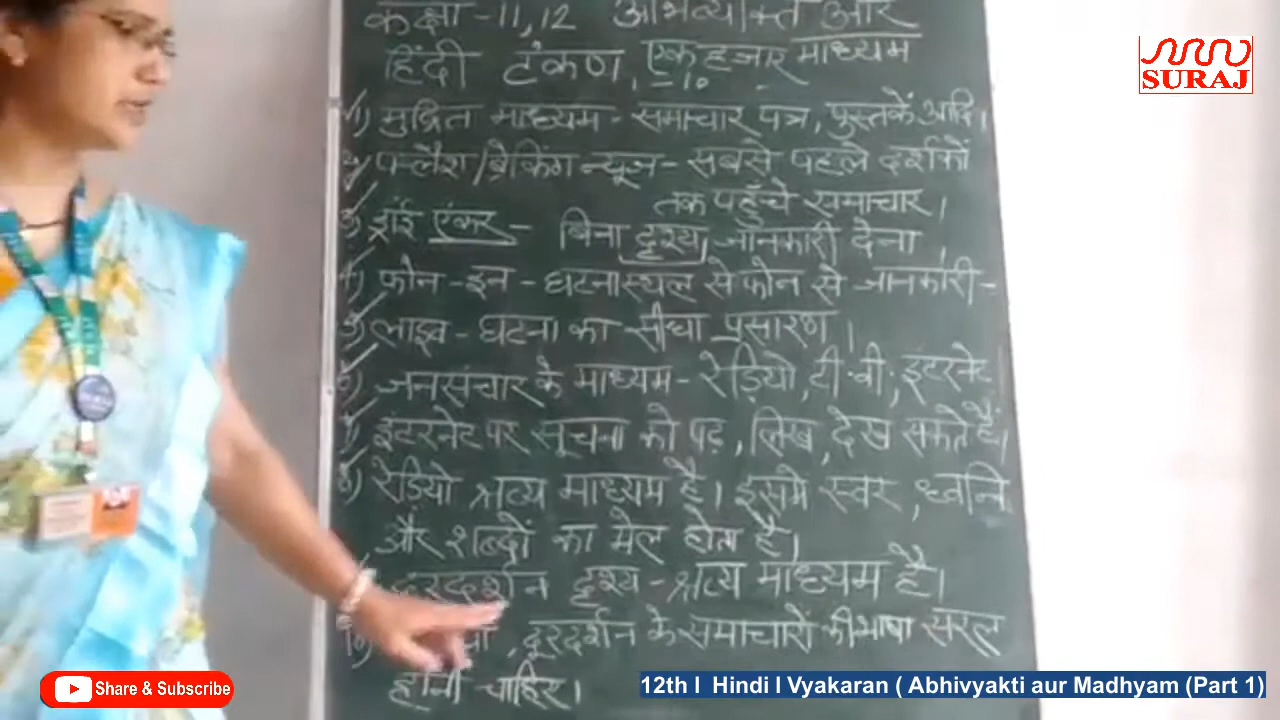 कक्षा -11,12 अभिव्यक्ति और
हिंदी टंकण, एक हजार माध्यम
-10
1) मुद्रित माध्यम - समाचार पत्र, पुस्तकें आदि।
2) फ्लैश/ब्रेकिंग न्यूज - सबसे पहले दर्शकों
तक पहुँचे समाचार।
3) ड्राई एंकर - बिना दृश्य जानकारी देना,
4) फोन-इन - घटनास्थल से फोन से जानकारी -
5) लाइव - घटना का सीधा प्रसारण।
6) जनसंचार के माध्यम - रेडियो, टी.वी., इंटरनेट
7) इंटरनेट पर सूचना को पढ़, लिख, देख सकते हैं।
8) रेडियो श्रव्य माध्यम है। इसमे स्वर, ध्वनि
और शब्दों का मेल होता है।
दूरदर्शन दृश्य-श्रव्य माध्यम है।
10) , दूरदर्शन के समाचारों की भाषा सरल
होनी चाहिए।
SURAJ
Share & Subscribe
12th I Hindi I Vyakaran ( Abhivyakti aur Madhyam (Part 1)